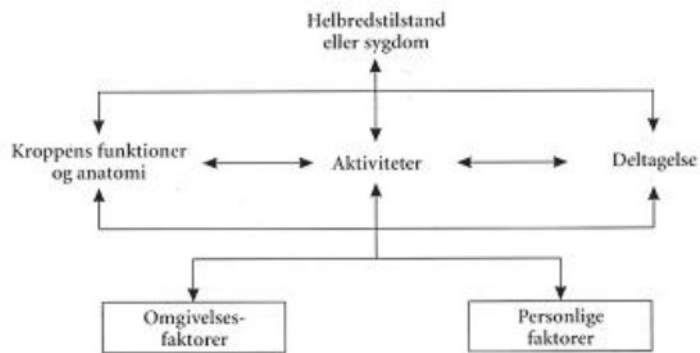 Helbredstilstand
eller sygdom
Kroppens funktioner
og anatomi
Aktiviteter
Deltagelse
Omgivelses-
faktorer
Personlige
faktorer